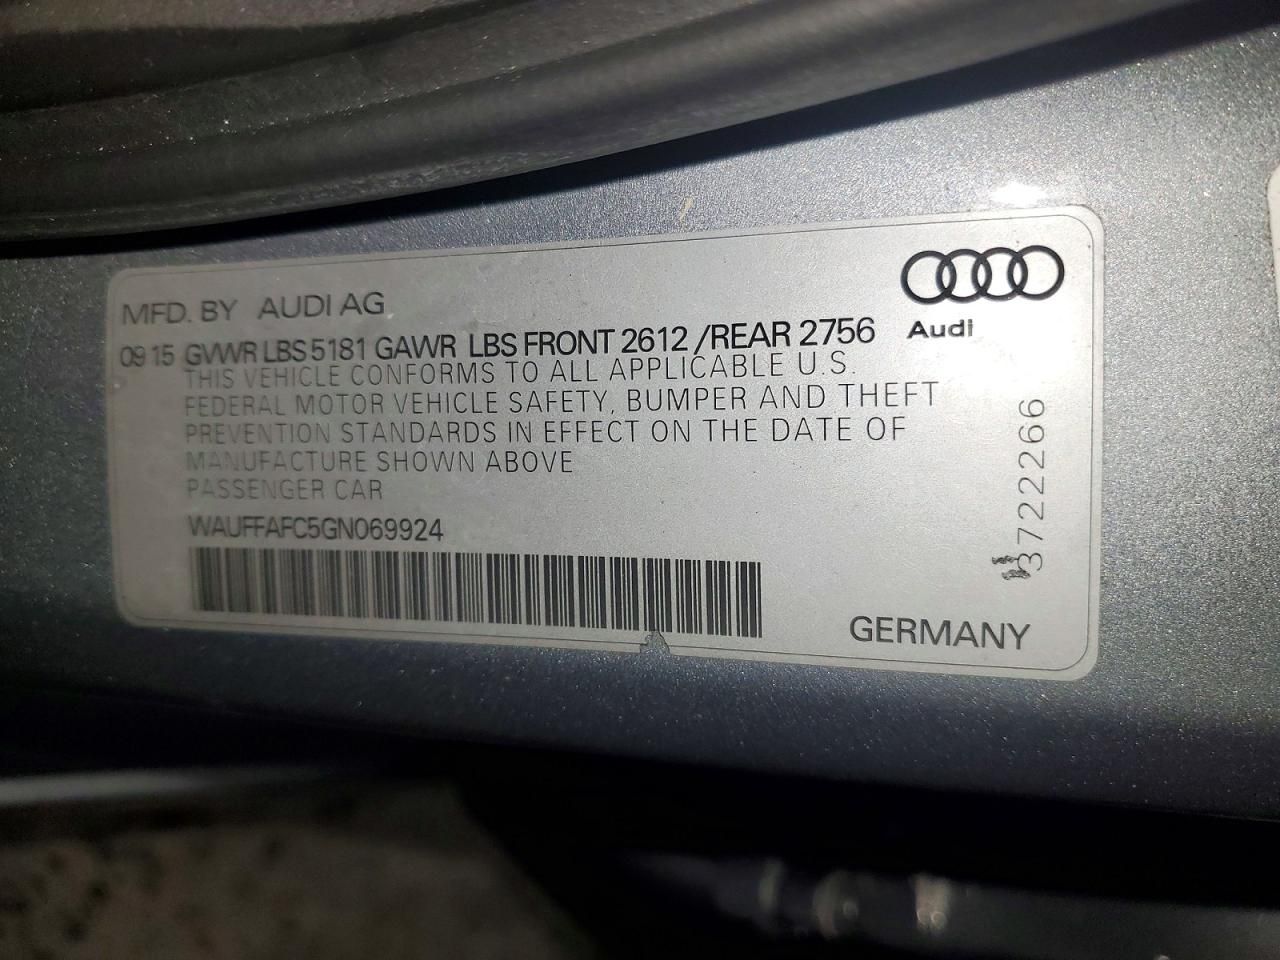 MFD. BY AUDI AG
Audi
09 15 GVWR LBS 5181 GAWR LBS FRONT 2612 /REAR 2756
THIS VEHICLE CONFORMS TO ALL APPLICABLE U.S.
FEDERAL MOTOR VEHICLE SAFETY, BUMPER AND THEFT
PREVENTION STANDARDS IN EFFECT ON THE DATE OF
MANUFACTURE SHOWN ABOVE
PASSENGER CAR
WAUFFAFC5GN069924
3722266
GERMANY